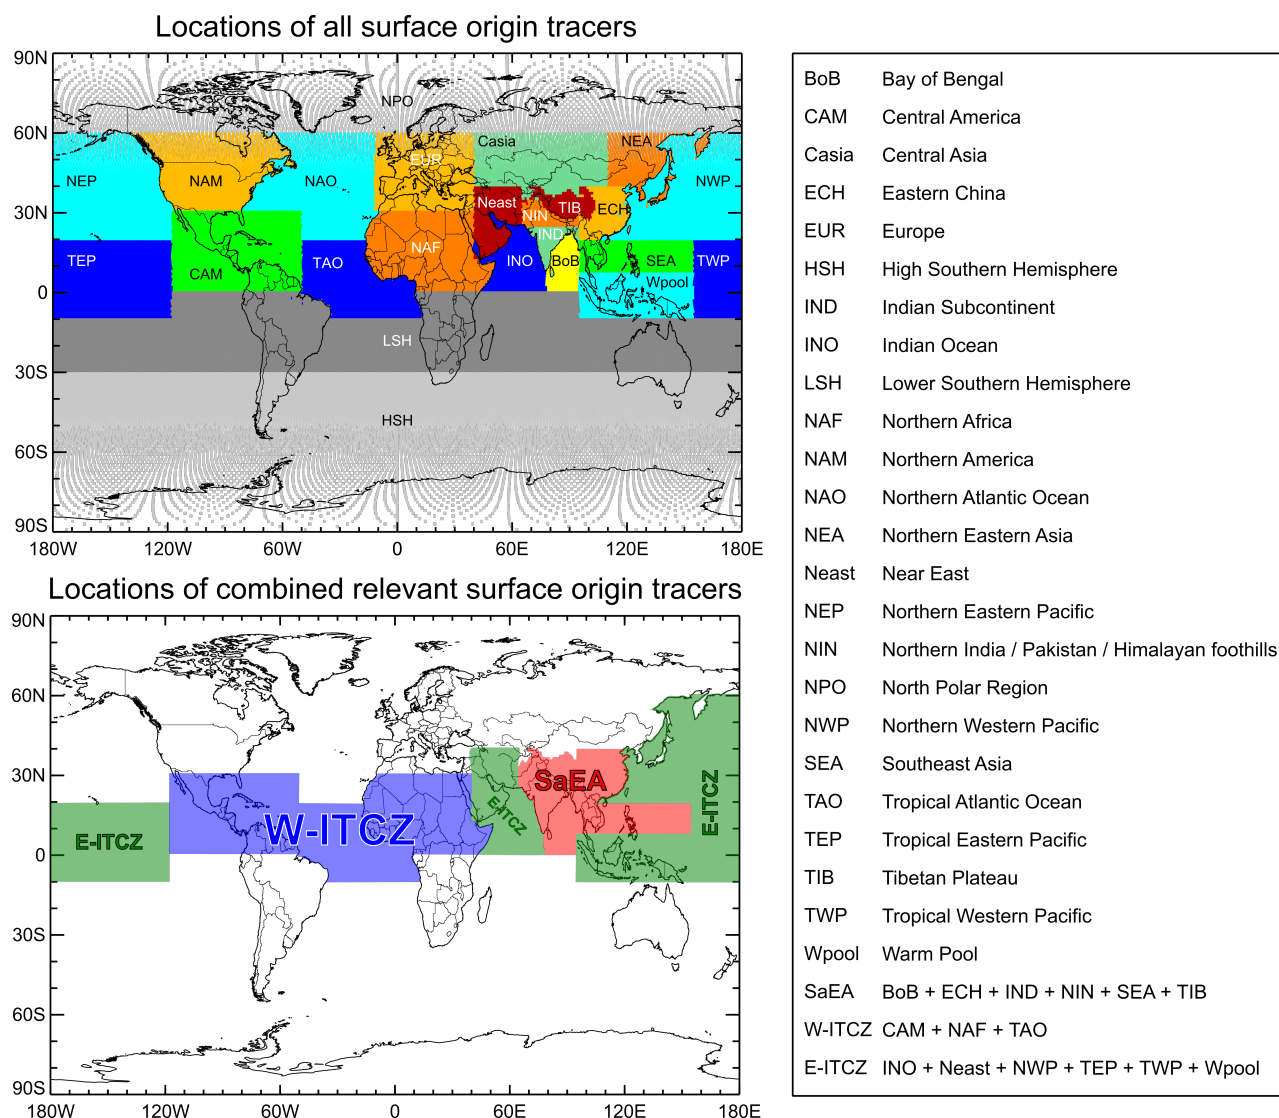 Locations of all surface origin tracers
90N
60N
30N
0
30S
60S
90S
180W
120W
60W
0
60E
120E
180E
NPO
NEP
NAM
NAO
EUR
Casia
NEA
NWP
Neast
TIB
NIN
ECH
IND
TEP
CAM
TAO
NAF
INO
BoB
SEA
TWP
Wpool
LSH
HSH
Locations of combined relevant surface origin tracers
90N
60N
30N
0
30S
60S
90S
180W
120W
60W
0
60E
120E
180E
E-ITCZ
W-ITCZ
E-ITCZ
SaEA
E-ITCZ
BoB Bay of Bengal
CAM Central America
Casia Central Asia
ECH Eastern China
EUR Europe
HSH High Southern Hemisphere
IND Indian Subcontinent
INO Indian Ocean
LSH Lower Southern Hemisphere
NAF Northern Africa
NAM Northern America
NAO Northern Atlantic Ocean
NEA Northern Eastern Asia
Neast Near East
NEP Northern Eastern Pacific
NIN Northern India / Pakistan / Himalayan foothills
NPO North Polar Region
NWP Northern Western Pacific
SEA Southeast Asia
TAO Tropical Atlantic Ocean
TEP Tropical Eastern Pacific
TIB Tibetan Plateau
TWP Tropical Western Pacific
Wpool Warm Pool
SaEA BoB + ECH + IND + NIN + SEA + TIB
W-ITCZ CAM + NAF + TAO
E-ITCZ INO + Neast + NWP + TEP + TWP + Wpool